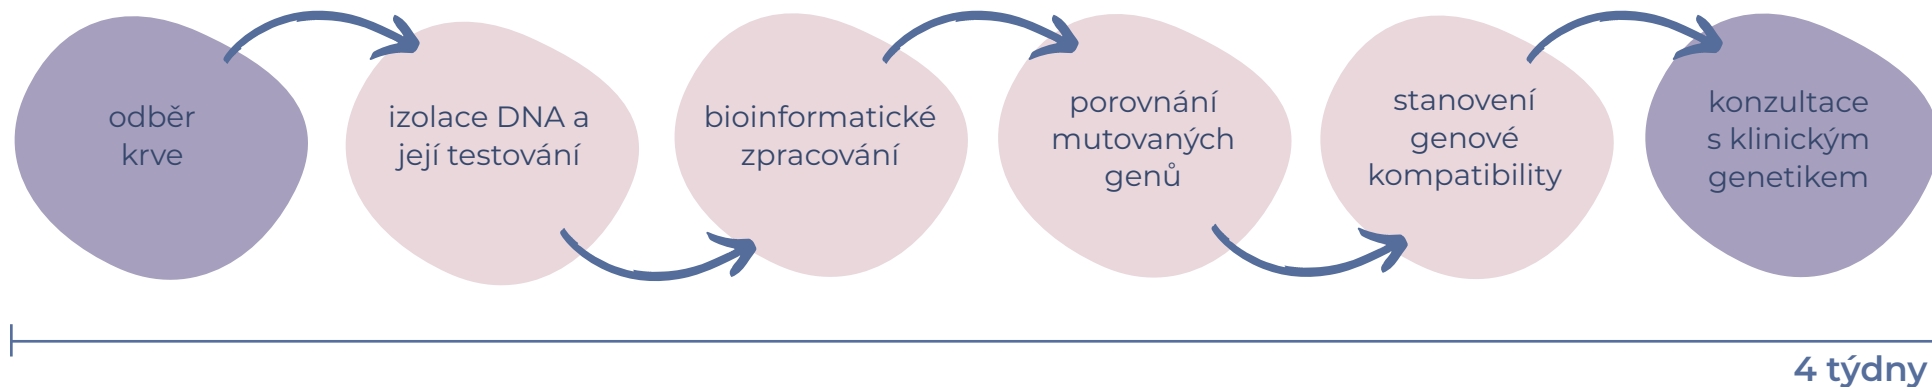 odběr
krve
izolace DNA a
její testování
bioinformatické
zpracování
porovnání
mutovaných
genů
stanovení
genové
kompatibility
konzultace
s klinickým
genetikem
4 týdny